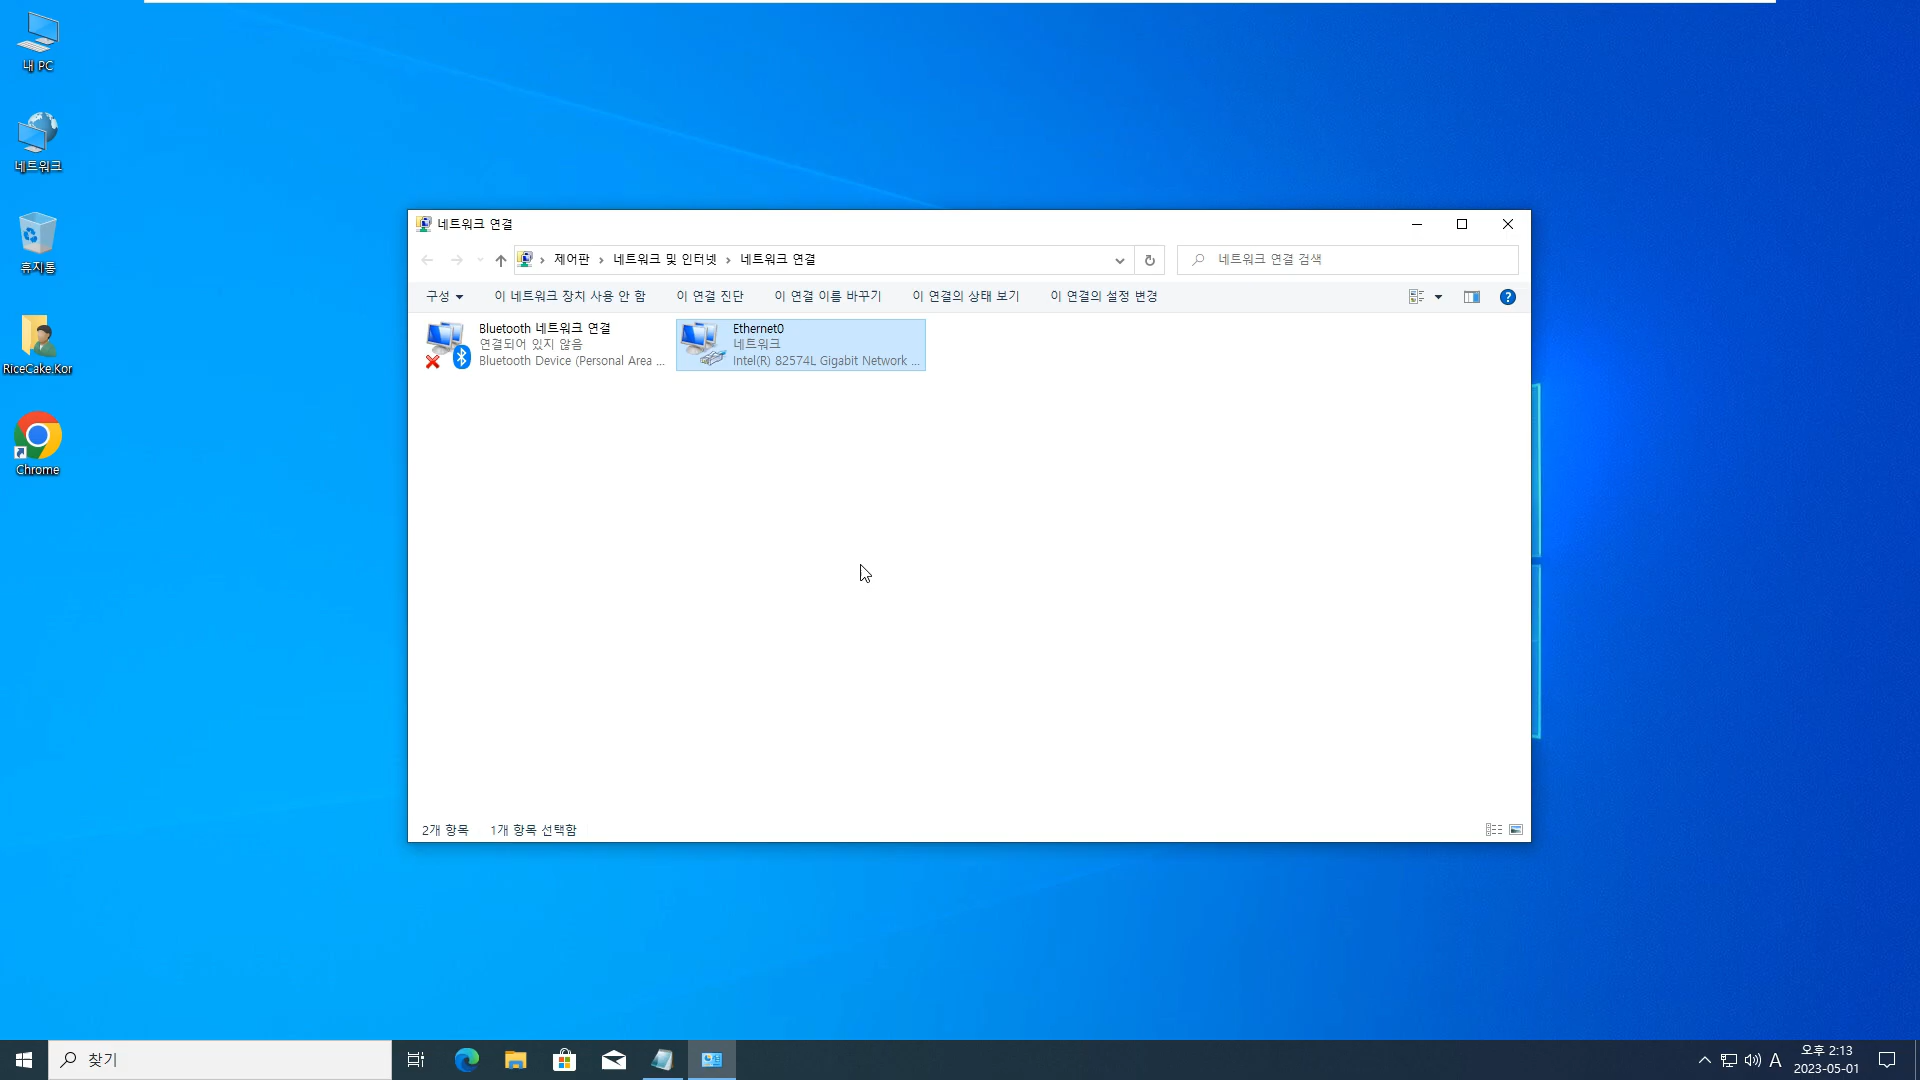 내 PC
네트워크
휴지통
RiceCake.Kor
Chrome
네트워크 연결
제어판 › 네트워크 및 인터넷 › 네트워크 연결
네트워크 연결 검색
구성 이 네트워크 장치 사용 안 함 이 연결 진단 이 연결 이름 바꾸기 이 연결의 상태 보기 이 연결의 설정 변경
Bluetooth 네트워크 연결
연결되어 있지 않음
Bluetooth Device (Personal Area ...
Ethernet0
네트워크
Intel(R) 82574L Gigabit Network ...
2개 항목 1개 항목 선택함
찾기
A
오후 2:13
2023-05-01